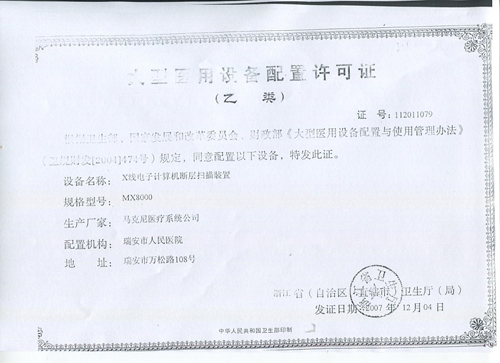 大型医用设备配置许可证
（乙 类）
证 号：112011079
根据卫生部、国家发展和改革委员会、财政部《大型医用设备配置与使用管理办法》
（卫规财发[2004]474号）规定，同意配置以下设备，特发此证。
设备名称： X线电子计算机断层扫描装置
规格型号： MX8000
生产厂家： 马克尼医疗系统公司
配置机构： 瑞安市人民医院
地 址： 瑞安市万松路108号
浙江省（自治区、直辖市）卫生厅（局）
发证日期：2007 年 12 月 04 日
中华人民共和国卫生部印制